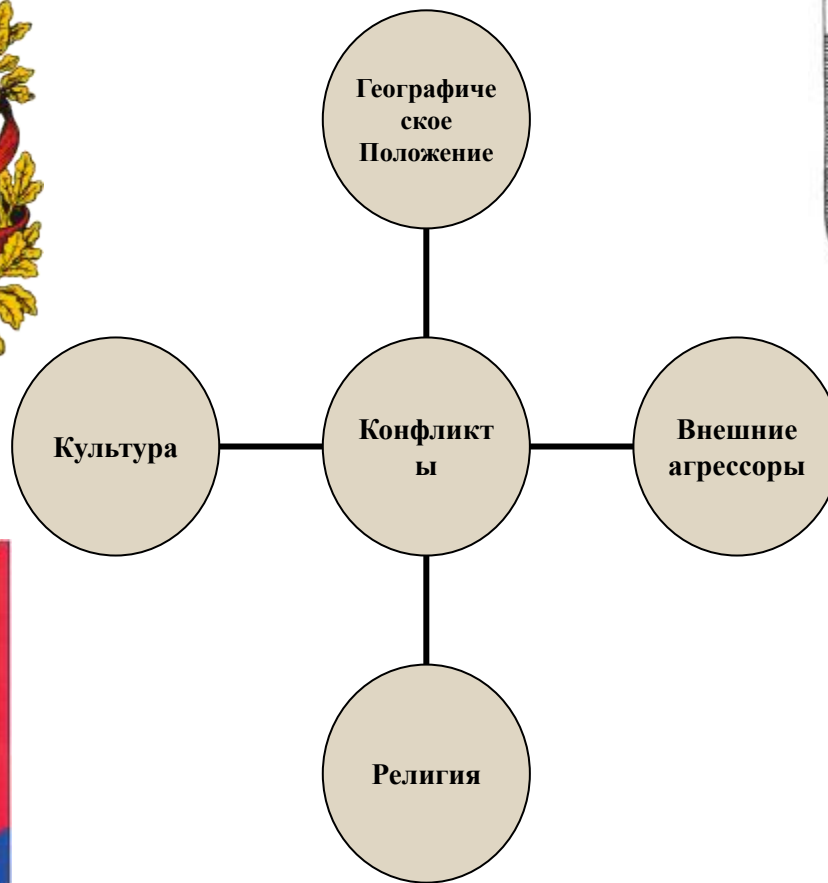 Географиче
ское
Положение
Культура
Конфликт
ы
Внешние
агрессоры
Религия